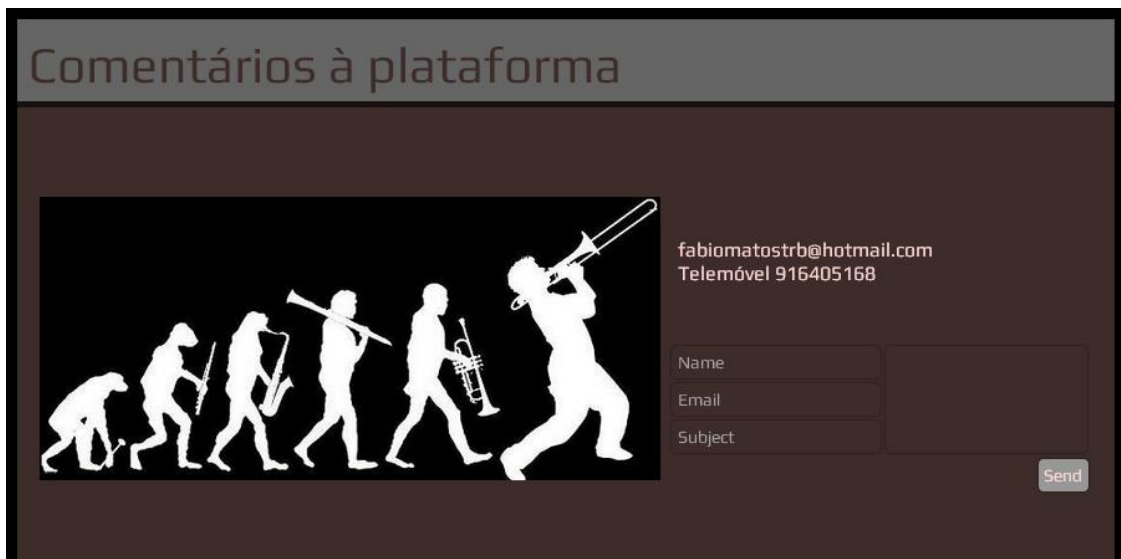 Comentários à plataforma
fabiomatostrb@hotmail.com
Telemóvel 916405168
Name
Email
Subject
Send